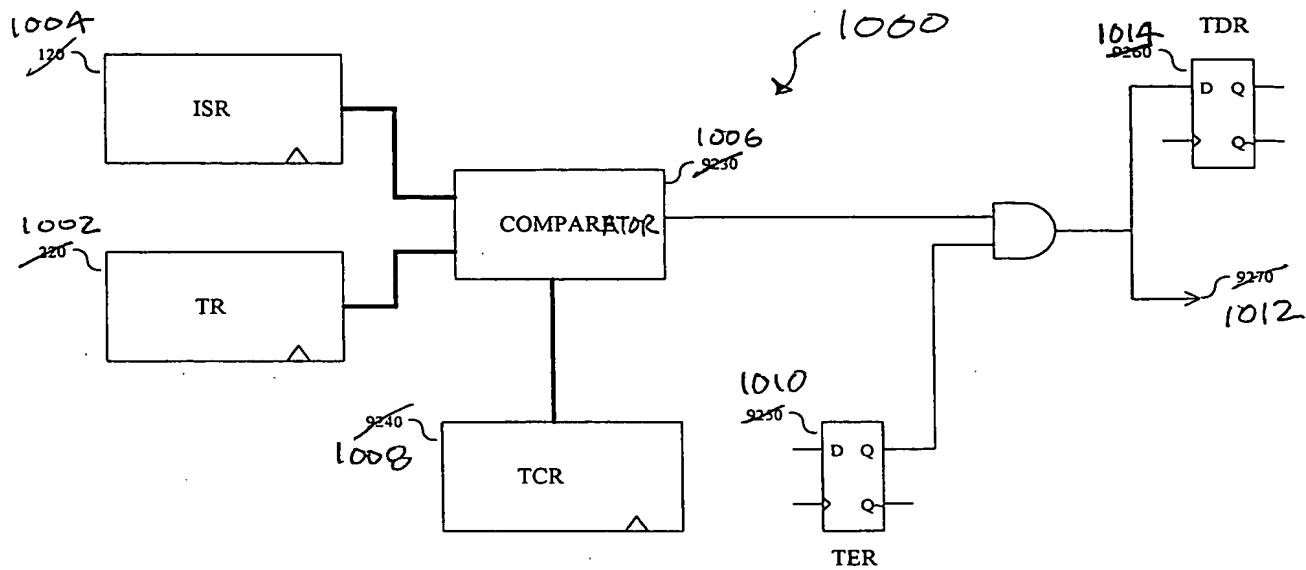 1000
1004
120
ISR
1002
220
TR
1006
9230
COMPARATOR
9240
1008
TCR
1010
9250
D Q
Q
TER
TDR
1014
9260
D Q
Q
9270
1012